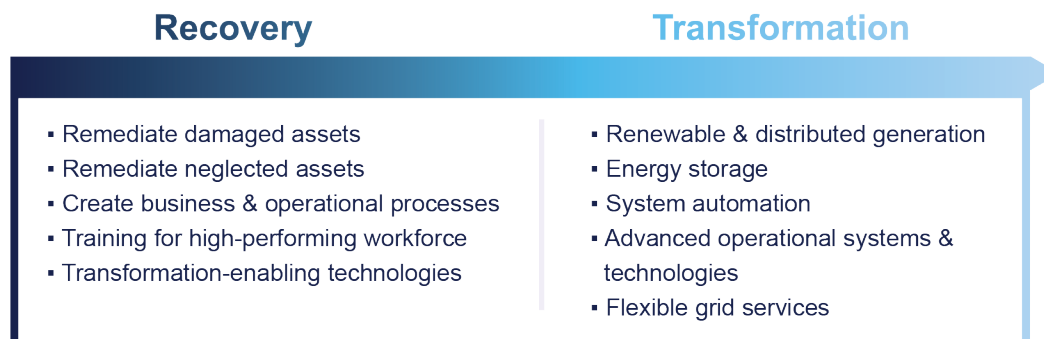 Recovery
▪ Remediate damaged assets
▪ Remediate neglected assets
▪ Create business & operational processes
▪ Training for high-performing workforce
▪ Transformation-enabling technologies
Transformation
▪ Renewable & distributed generation
▪ Energy storage
▪ System automation
▪ Advanced operational systems &
technologies
▪ Flexible grid services